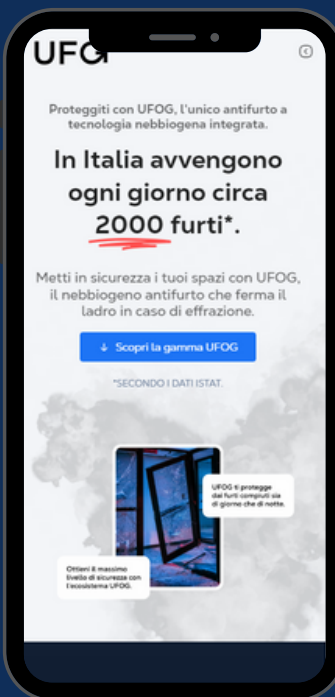 UFO
Proteggiti con UFOG, l'unico antifurto a
tecnologia nebbiogena integrata.
In Italia avvengono
ogni giorno circa
2000 furti*.
Metti in sicurezza i tuoi spazi con UFOG,
il nebbiogeno antifurto che ferma il
ladro in caso di effrazione.
↓ Scopri la gamma UFOG
*SECONDO I DATI ISTAT.
UFOG ti protegge
dai furti compiuti sia
di giorno che di notte.
Ottieni il massimo
livello di sicurezza con
l'ecosistema UFOG.